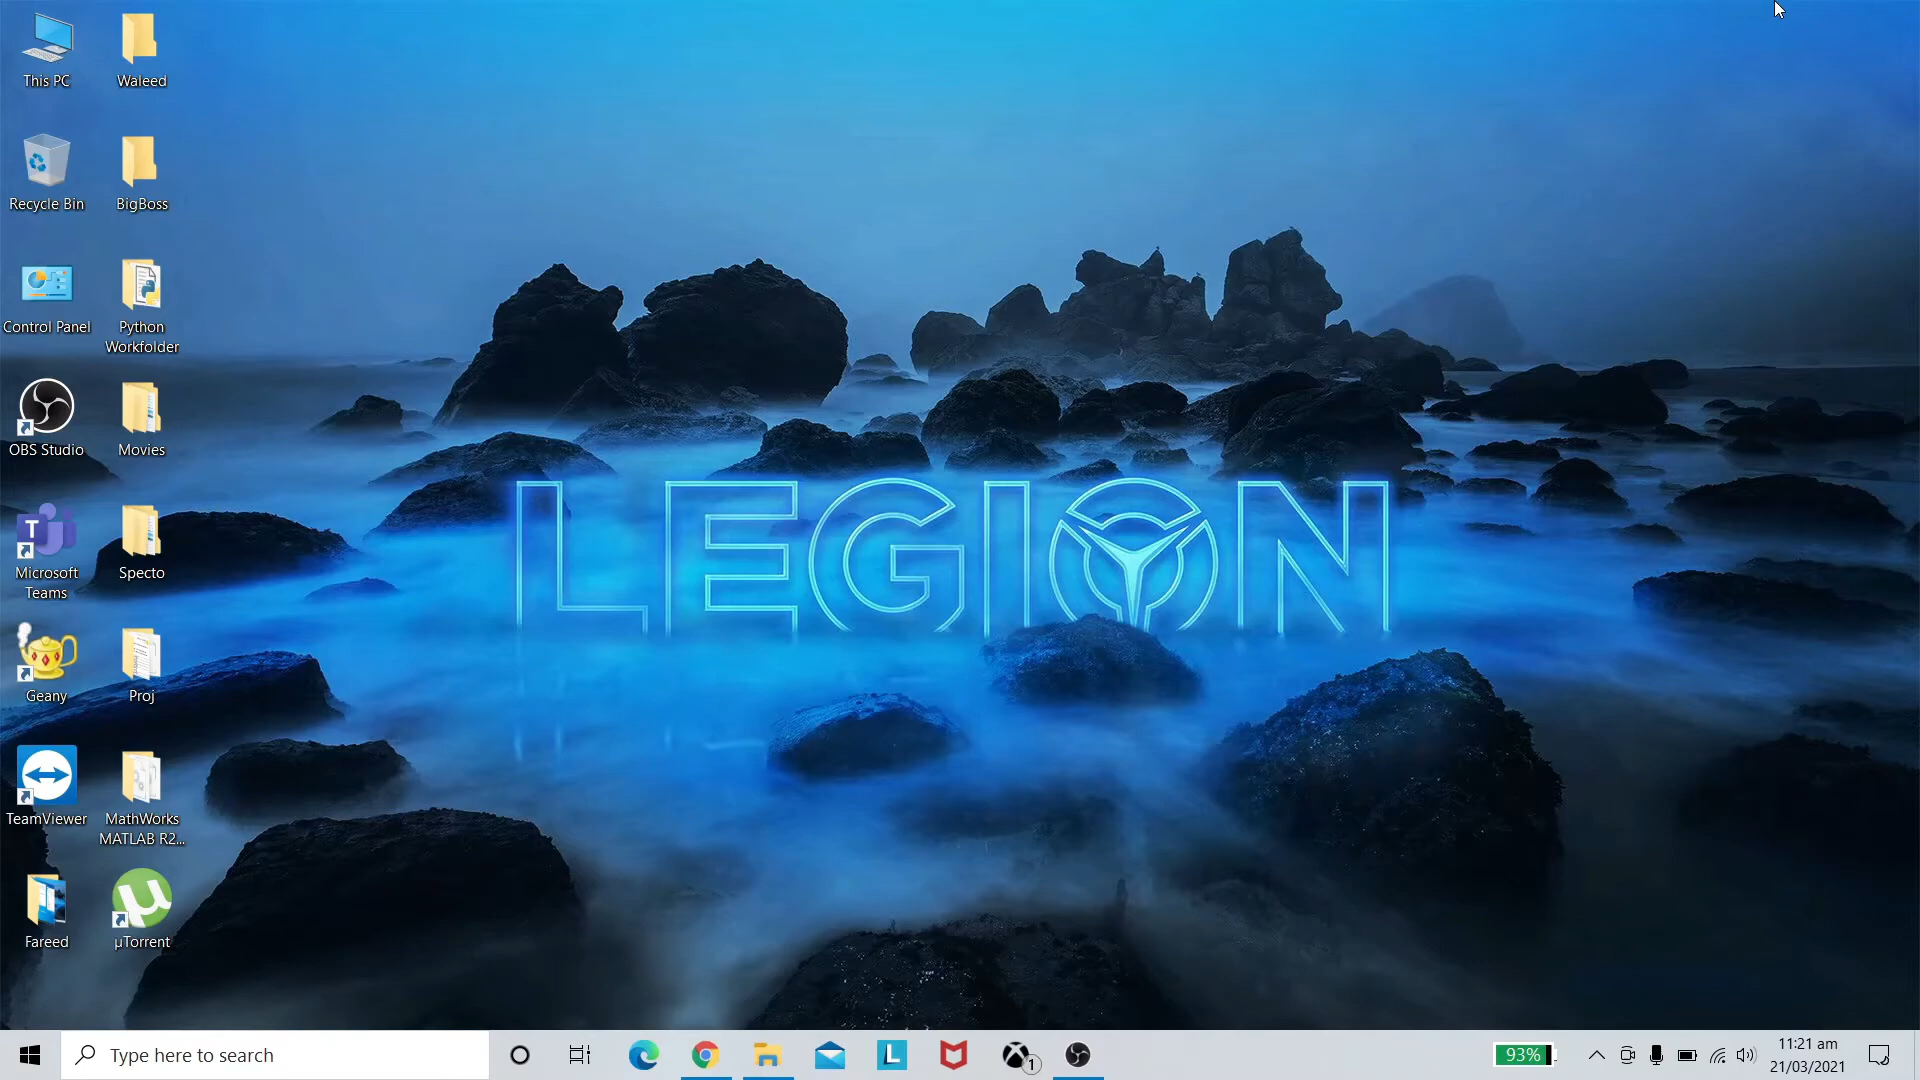 This PC
Waleed
Recycle Bin
BigBoss
Control Panel
Python
Workfolder
OBS Studio
Movies
T
Microsoft
Teams
Specto
LEGION
Geany
Proj
TeamViewer
MathWorks
MATLAB R2...
Fareed
µTorrent
Type here to search
L
1
93%
11:21 am
21/03/2021